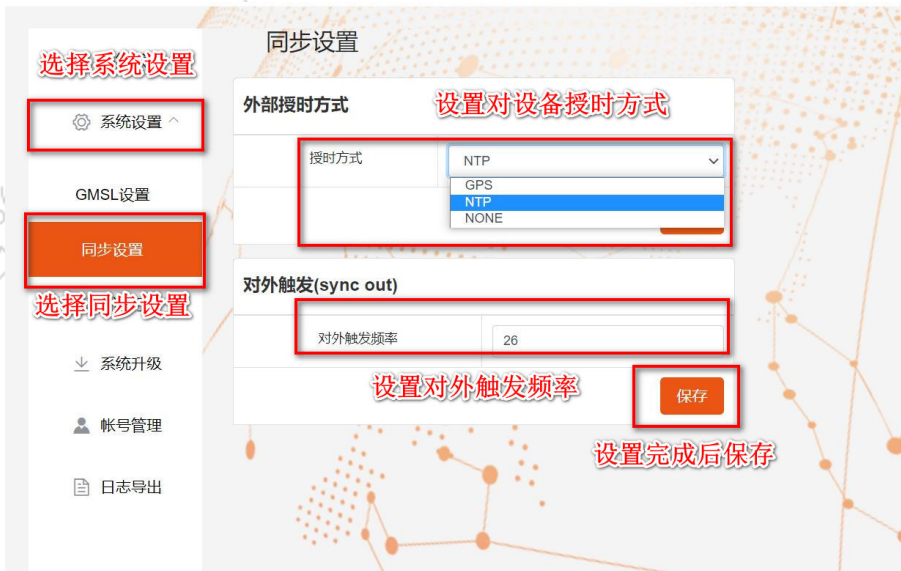 同步设置
选择系统设置
外部授时方式
设置对设备授时方式
系统设置
授时方式
NTP
GPS
NTP
NONE
GMSL设置
同步设置
对外触发(sync out)
选择同步设置
对外触发频率
26
系统升级
设置对外触发频率
保存
帐号管理
设置完成后保存
日志导出